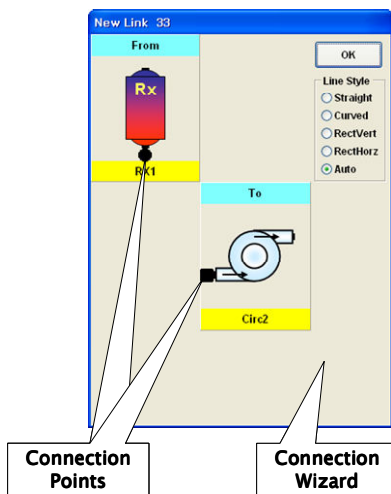 New Link 33
From
OK
Rx
RX1
Line Style
Straight
Curved
RectVert
RectHorz
Auto
To
Circ2
Connection
Points
Connection
Wizard